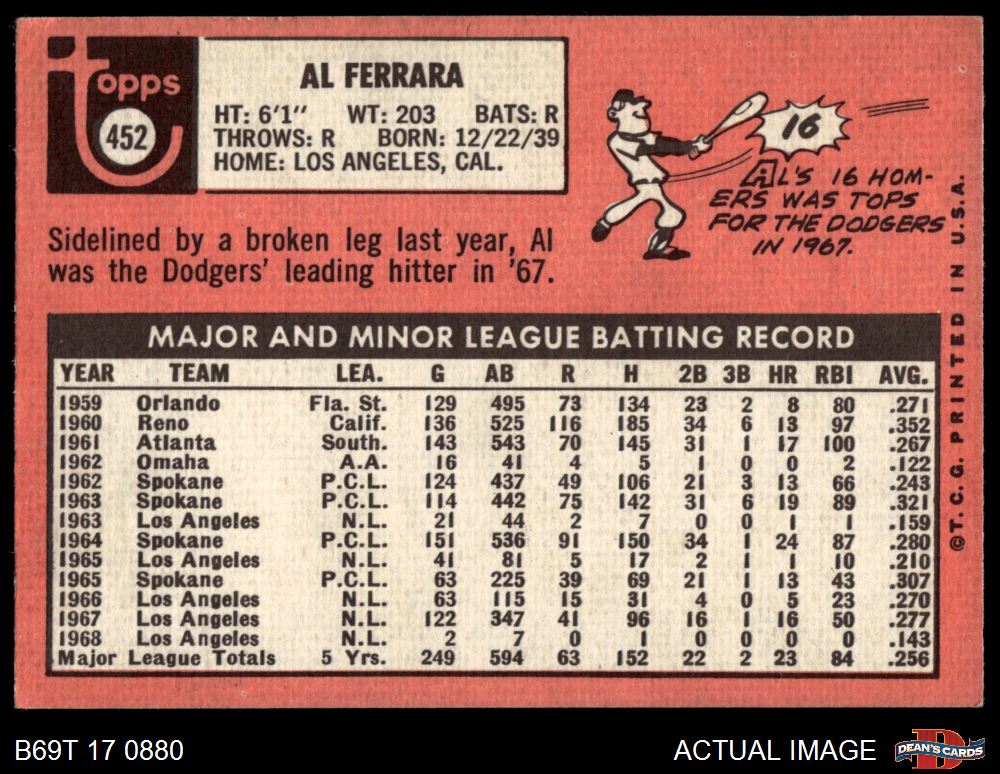 Topps
452
AL FERRARA
HT: 6'1" WT: 203 BATS: R
THROWS: R BORN: 12/22/39
HOME: LOS ANGELES, CAL.
16
AL'S 16 HOM-
ERS WAS TOPS
FOR THE DODGERS
IN 1967.
Sidelined by a broken leg last year, Al
was the Dodgers' leading hitter in '67.
MAJOR AND MINOR LEAGUE BATTING RECORD
YEAR TEAM LEA. G AB R H 2B 3B HR RBI AVG.
1959 Orlando Fla. St. 129 495 73 134 23 2 8 80 .271
1960 Reno Calif. 136 525 116 185 34 6 13 97 .352
1961 Atlanta South. 143 543 70 145 31 1 17 100 .267
1962 Omaha A.A. 16 41 4 5 1 0 0 2 .122
1962 Spokane P.C.L. 124 437 49 106 21 3 13 66 .243
1963 Spokane P.C.L. 114 442 75 142 31 6 19 89 .321
1963 Los Angeles N.L. 21 44 2 7 0 0 1 1 .159
1964 Spokane P.C.L. 151 536 91 150 34 1 24 87 .280
1965 Los Angeles N.L. 41 81 5 17 2 1 1 10 .210
1965 Spokane P.C.L. 63 225 39 69 21 1 13 43 .307
1966 Los Angeles N.L. 63 115 15 31 4 0 5 23 .270
1967 Los Angeles N.L. 122 347 41 96 16 1 16 50 .277
1968 Los Angeles N.L. 2 7 0 1 0 0 0 0 .143
Major League Totals 5 Yrs. 249 594 63 152 22 2 23 84 .256
©T.C.G. PRINTED IN U.S.A.
B69T 17 0880
ACTUAL IMAGE
DEAN'S CARDS